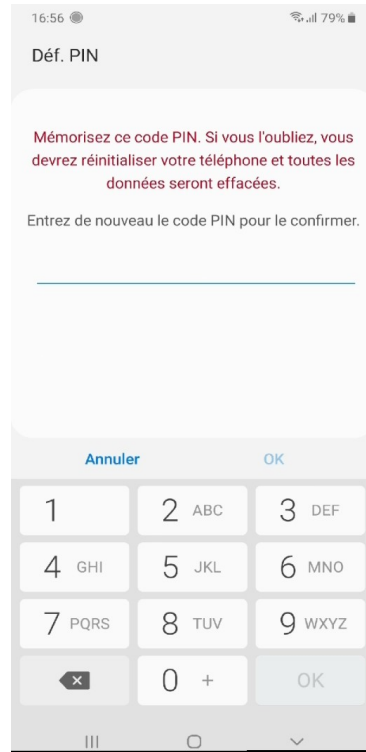 16:56 79%
Déf. PIN
Mémorisez ce code PIN. Si vous l'oubliez, vous
devrez réinitialiser votre téléphone et toutes les
données seront effacées.
Entrez de nouveau le code PIN pour le confirmer.
Annuler OK
1 2 ABC 3 DEF
4 GHI 5 JKL 6 MNO
7 PQRS 8 TUV 9 WXYZ
0 + OK